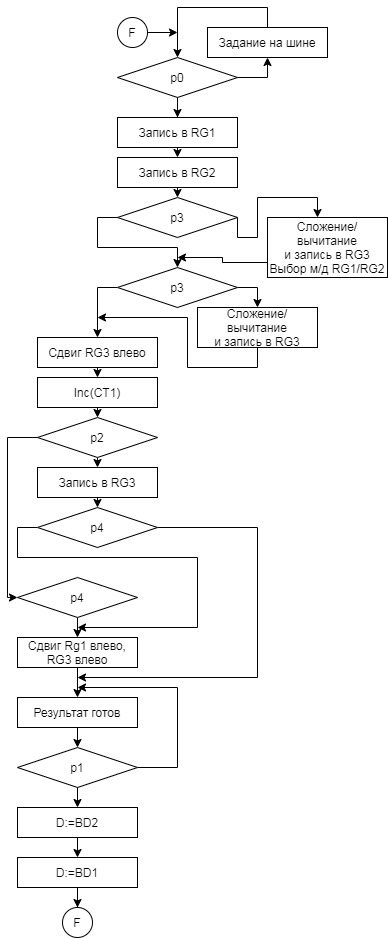 F
Задание на шине
p0
Запись в RG1
Запись в RG2
p3
Сложение/
вычитание
и запись в RG3
Выбор м/д RG1/RG2
p3
Сложение/
вычитание
и запись в RG3
Сдвиг RG3 влево
Inc(CT1)
p2
Запись в RG3
p4
p4
Сдвиг Rg1 влево,
RG3 влево
Результат готов
p1
D:=BD2
D:=BD1
F